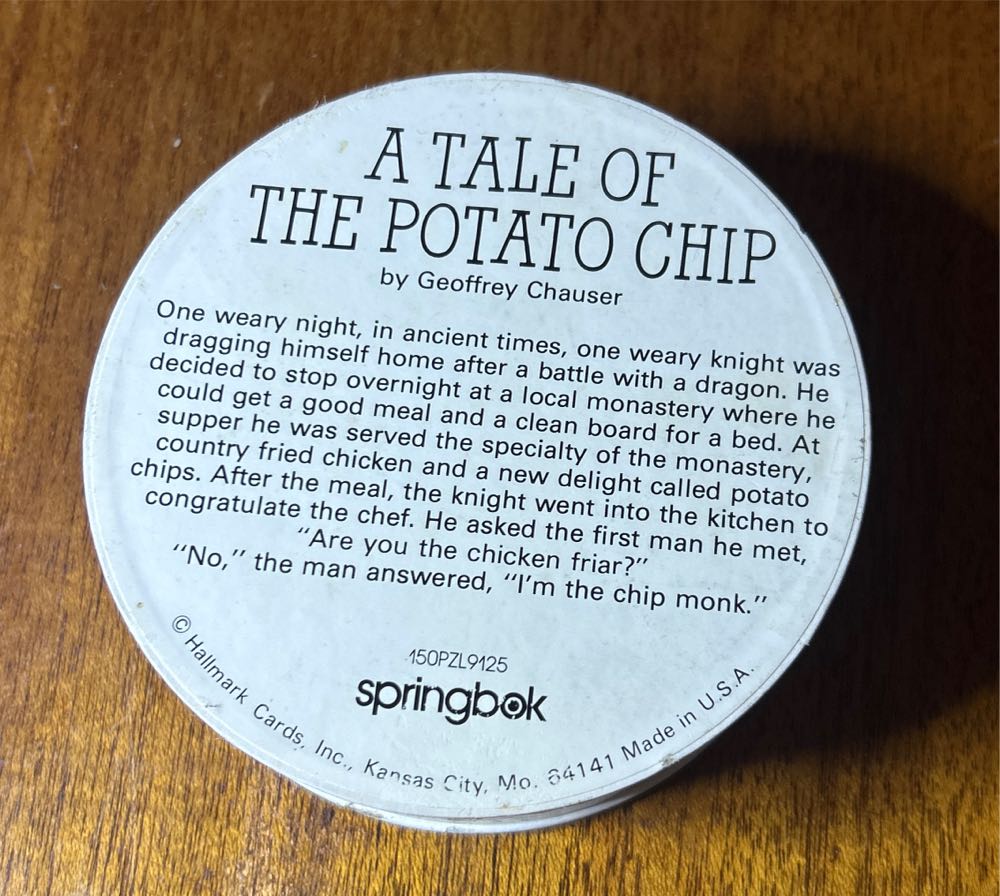 A TALE OF
THE POTATO CHIP
by Geoffrey Chauser
One weary night, in ancient times, one weary knight was
dragging himself home after a battle with a dragon. He
decided to stop overnight at a local monastery where he
could get a good meal and a clean board for a bed. At
supper he was served the specialty of the monastery,
country fried chicken and a new delight called potato
chips. After the meal, the knight went into the kitchen to
congratulate the chef. He asked the first man he met,
"Are you the chicken friar?"
"No," the man answered, "I'm the chip monk."
150PZL9125
springbok
© Hallmark Cards, Inc., Kansas City, Mo. 64141 Made in U.S.A.